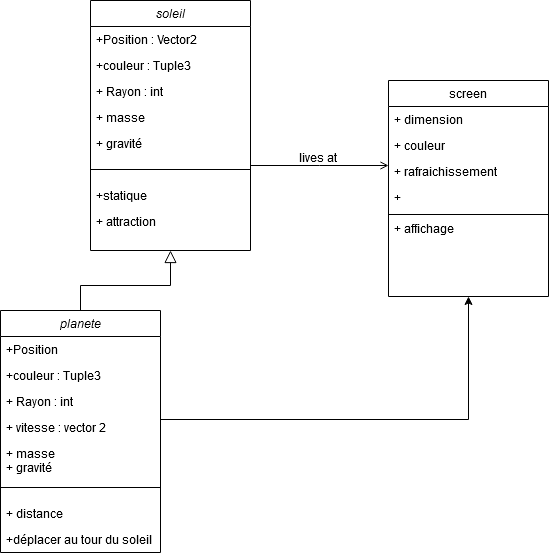 soleil
+Position : Vector2
+couleur : Tuple3
+ Rayon : int
+ masse
+ gravité
+statique
+ attraction
lives at
screen
+ dimension
+ couleur
+ rafraichissement
+
+ affichage
planete
+Position
+couleur : Tuple3
+ Rayon : int
+ vitesse : vector 2
+ masse
+ gravité
+ distance
+déplacer au tour du soleil